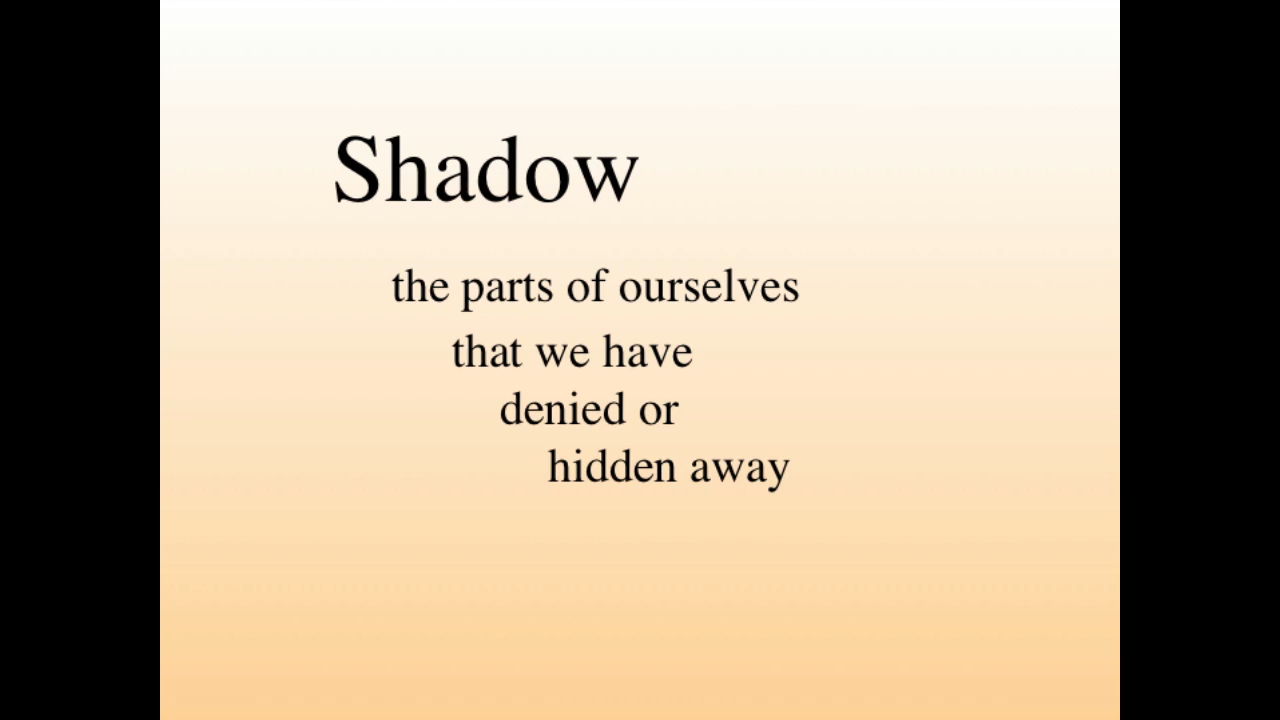 Shadow
the parts of ourselves
that we have
denied or
hidden away